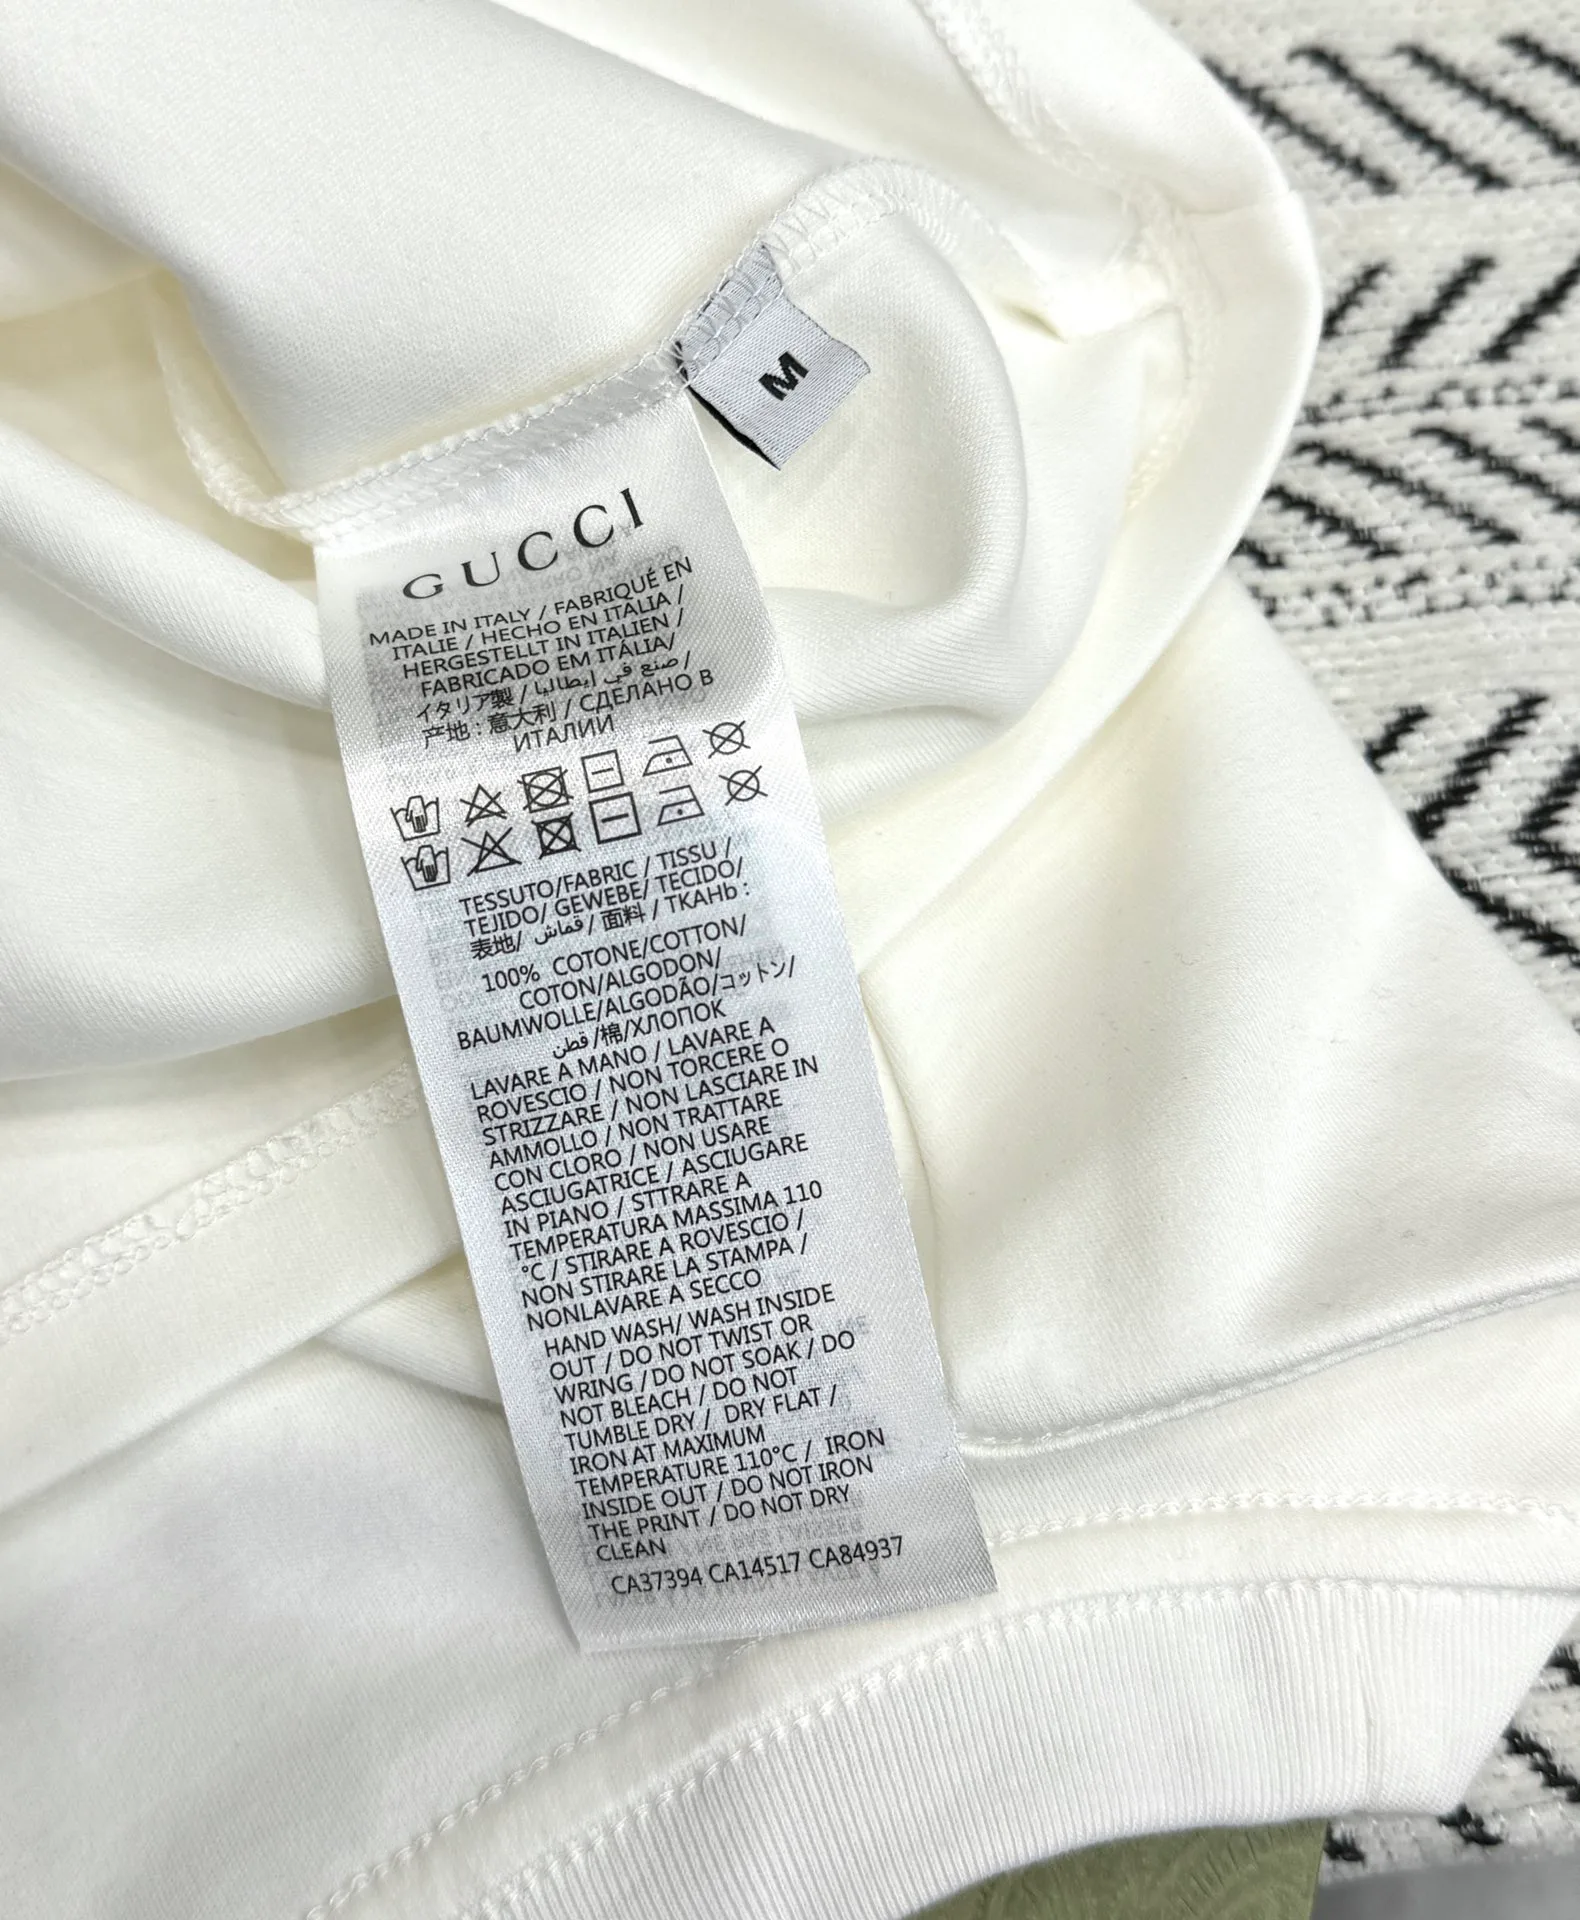 M
GUCCI
MADE IN ITALY / FABRIQUÉ EN
ITALIE / HECHO EN ITALIA /
HERGESTELLT IN ITALIEN /
FABRICADO EM ITÁLIA/
イタリア製 / صنع في إيطاليا /
产地 : 意大利 / СДЕЛАНО В
ИТАЛИИ
TESSUTO/FABRIC / TISSU /
TEJIDO/ GEWEBE/ TECIDO/
表地/ قماش / 面料 / TKAHb :
100% COTONE/COTTON/
COTON/ALGODON/
BAUMWOLLE/ALGODÃO/コットン/
قطن /棉/ХЛОПОК
LAVARE A MANO / LAVARE A
ROVESCIO / NON TORCERE O
STRIZZARE / NON LASCIARE IN
AMMOLLO / NON TRATTARE
CON CLORO / NON USARE
ASCIUGATRICE / ASCIUGARE
IN PIANO / STTRARE A
TEMPERATURA MASSIMA 110
°C / STIRARE A ROVESCIO /
NON STIRARE LA STAMPA /
NONLAVARE A SECCO
HAND WASH/ WASH INSIDE
OUT / DO NOT TWIST OR
WRING /DO NOT SOAK / DO
NOT BLEACH / DO NOT
TUMBLE DRY / DRY FLAT /
IRON AT MAXIMUM
TEMPERATURE 110°C / IRON
INSIDE OUT / DO NOT IRON
THE PRINT / DO NOT DRY
CLEAN
CA37394 CA14517 CA84937